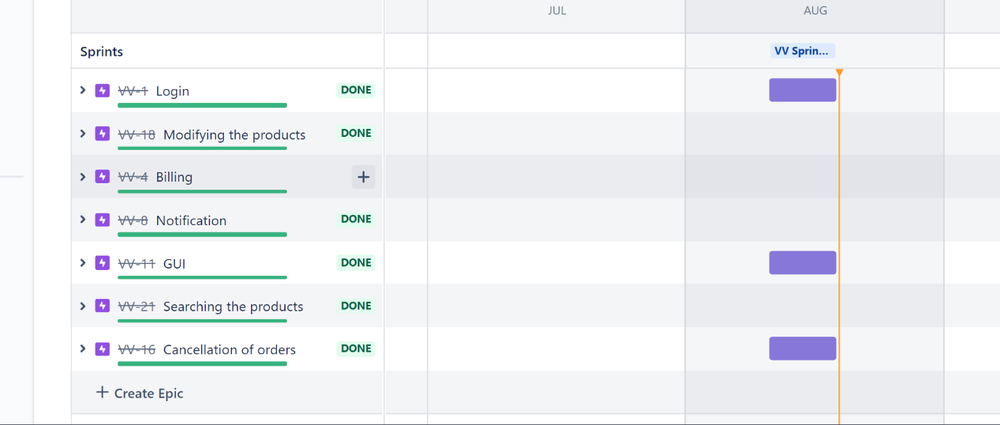 JUL AUG
Sprints VV Sprin...
VV-1 Login DONE
VV-18 Modifying the products DONE
VV-4 Billing
VV-8 Notification DONE
VV-11 GUI DONE
VV-21 Searching the products DONE
VV-16 Cancellation of orders DONE
+ Create Epic